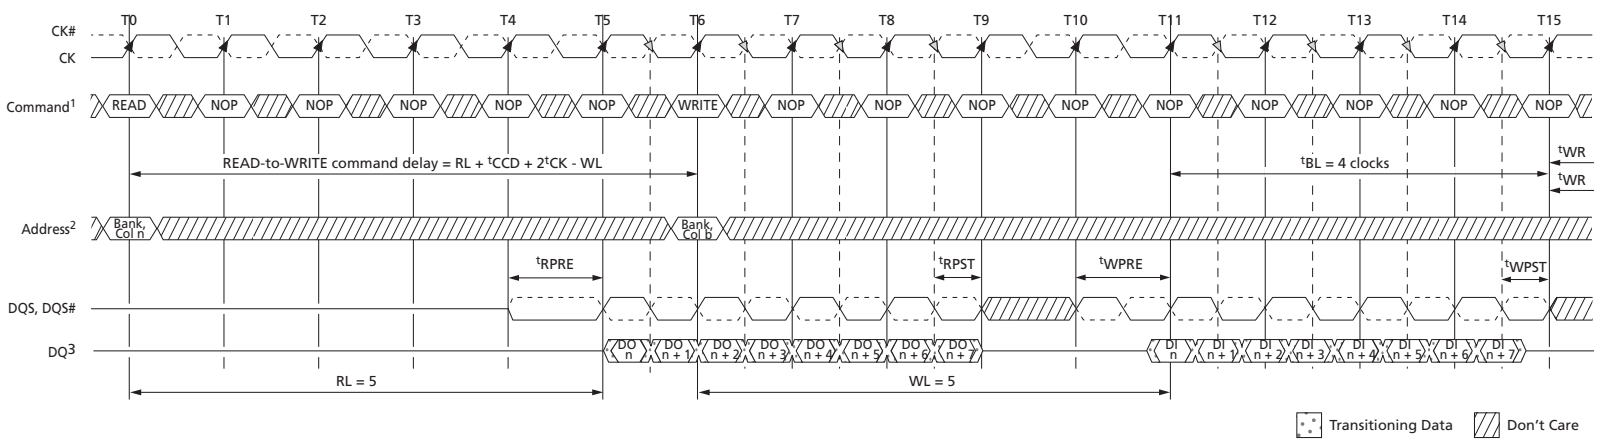 T0 T1 T2 T3 T4 T5 T6 T7 T8 T9 T10 T11 T12 T13 T14 T15
CK#
CK
Command1 READ NOP NOP NOP NOP NOP WRITE NOP NOP NOP NOP NOP NOP NOP NOP NOP
tWR
READ-to-WRITE command delay = RL + tCCD + 2tCK - WL tBL = 4 clocks
tWR
Address2 Bank, Col n Bank, Col b
tRPRE tRPST tWPRE tWPST
DQS, DQS#
DQ3 DO n DO n + 1 DO n + 2 DO n + 3 DO n + 4 DO n + 5 DO n + 6 DO n + 7 DI n DI n + 1 DI n + 2 DI n + 3 DI n + 4 DI n + 5 DI n + 6 DI n + 7
RL = 5 WL = 5
Transitioning Data Don't Care